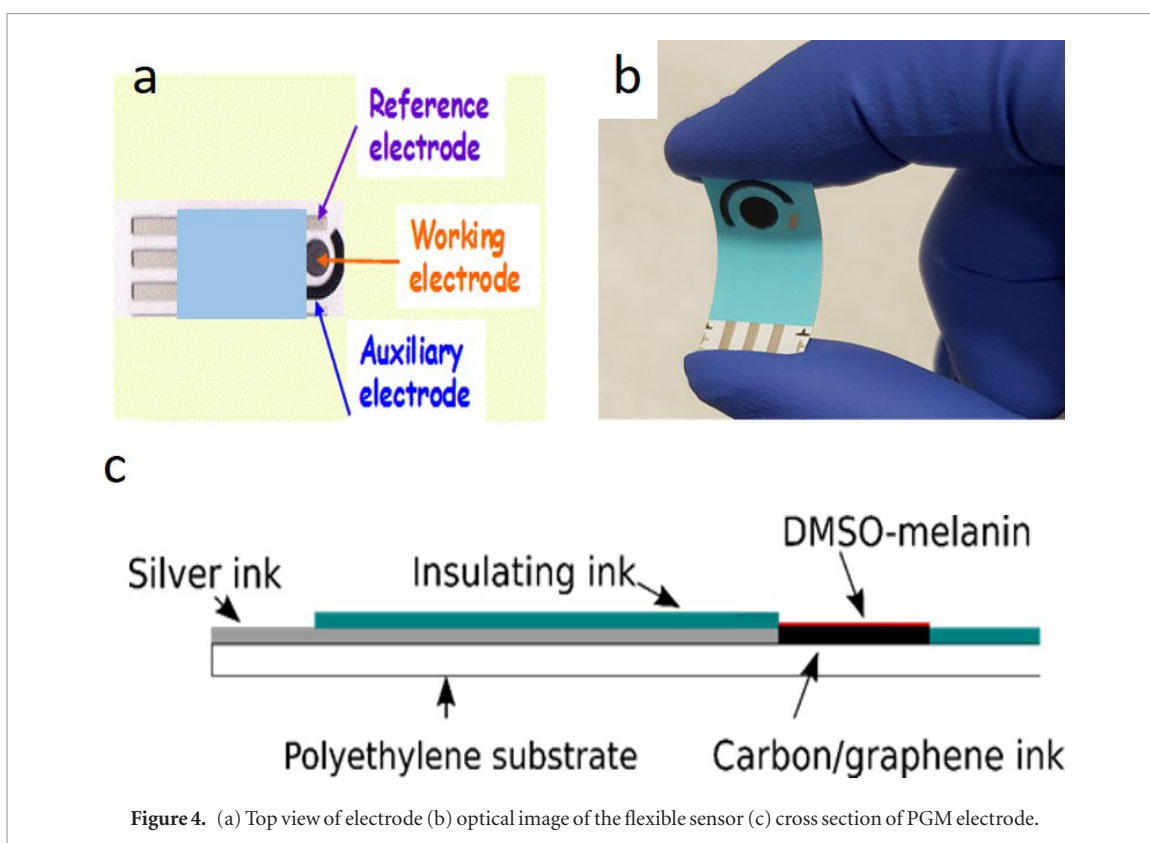 a
Reference
electrode
Working
electrode
Auxiliary
electrode
b
c
DMSO-melanin
Silver ink
Insulating ink
Polyethylene substrate
Carbon/graphene ink
Figure 4. (a) Top view of electrode (b) optical image of the flexible sensor (c) cross section of PGM electrode.